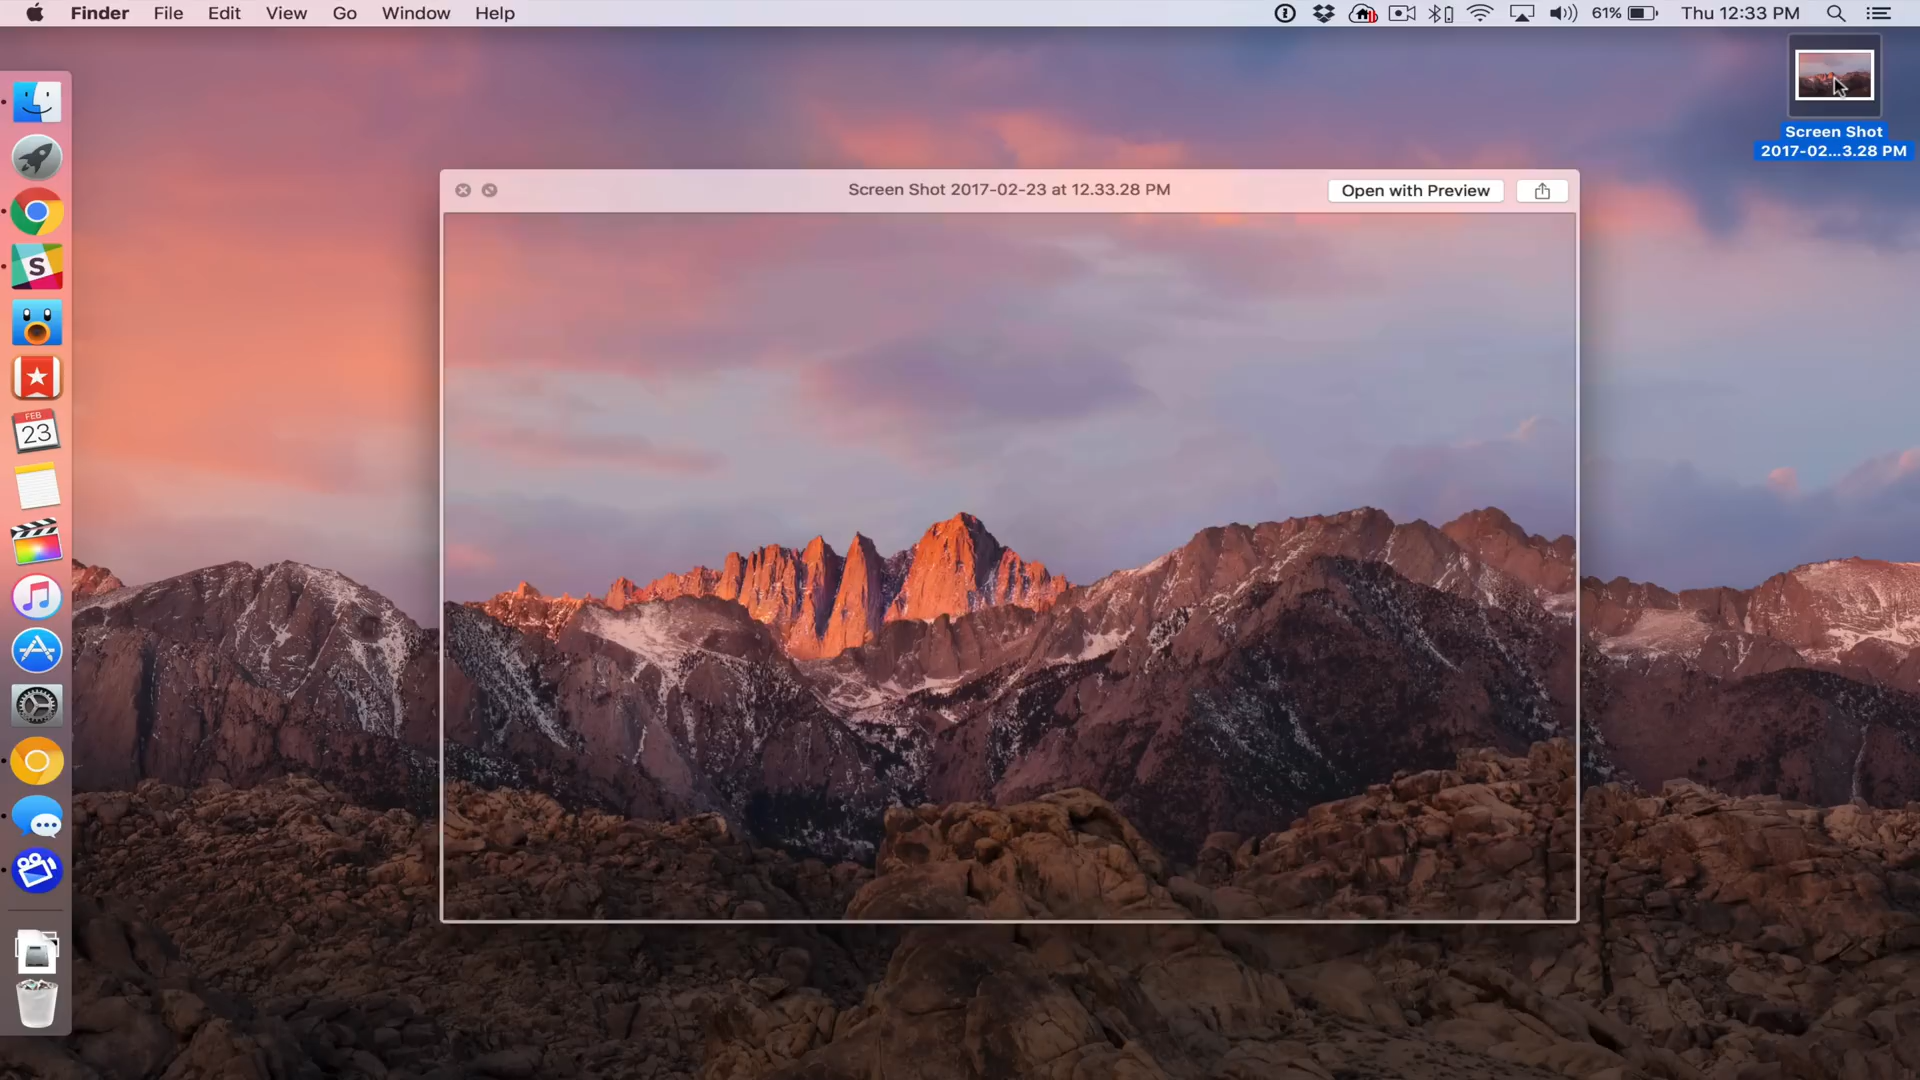 Finder File Edit View Go Window Help
61% Thu 12:33 PM
Screen Shot
2017-02...3.28 PM
Screen Shot 2017-02-23 at 12.33.28 PM
Open with Preview
S
FEB
23